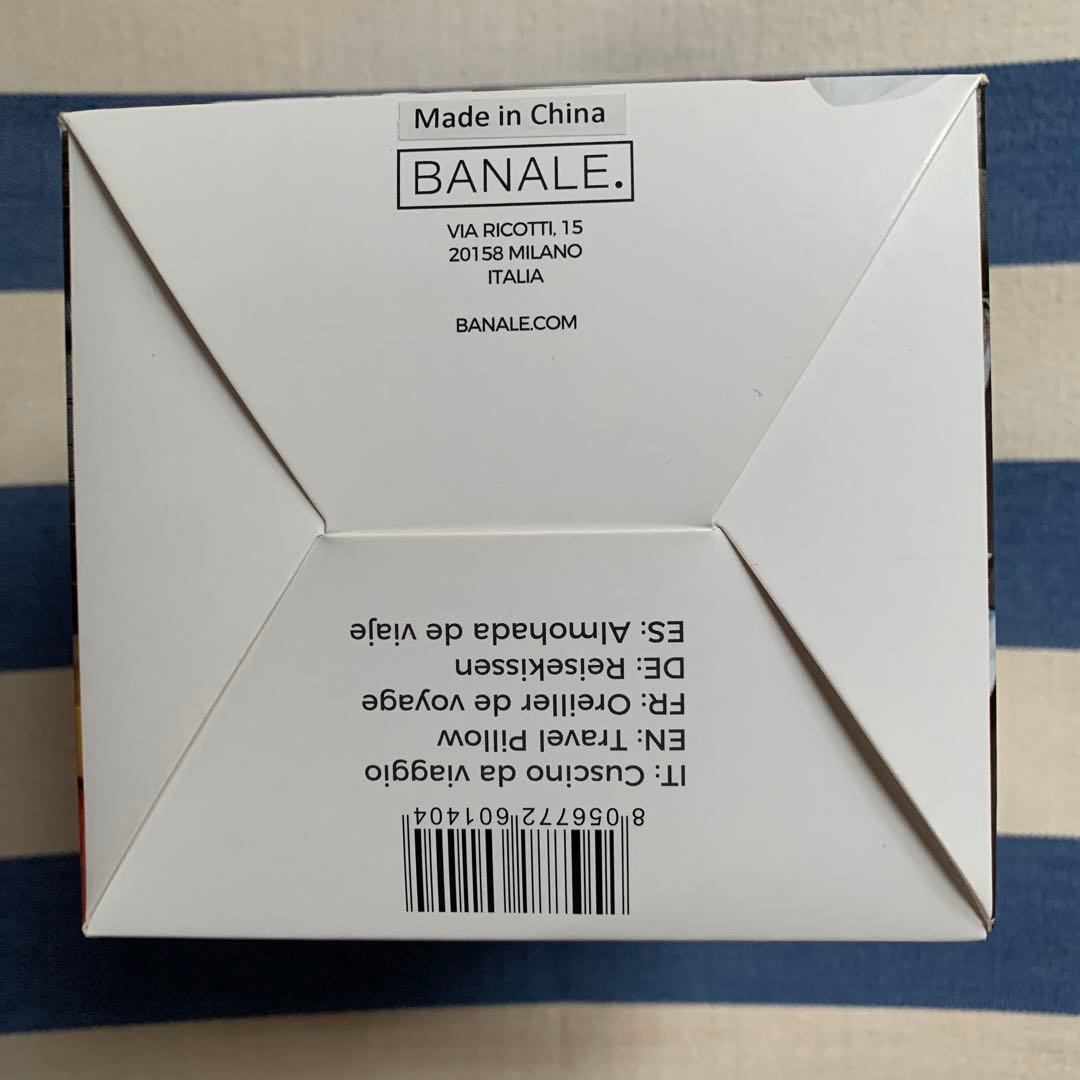 Made in China
BANALE.
VIA RICOTTI, 15
20158 MILANO
ITALIA
BANALE.COM
IT: Cuscino da viaggio
EN: Travel Pillow
FR: Oreiller de voyage
DE: Reisekissen
ES: Almohada de viaje
8 056772 601404